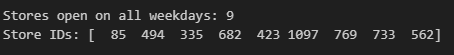 Stores open on all weekdays: 9
Store IDs: [  85  494  335  682  423 1097  769  733  562]